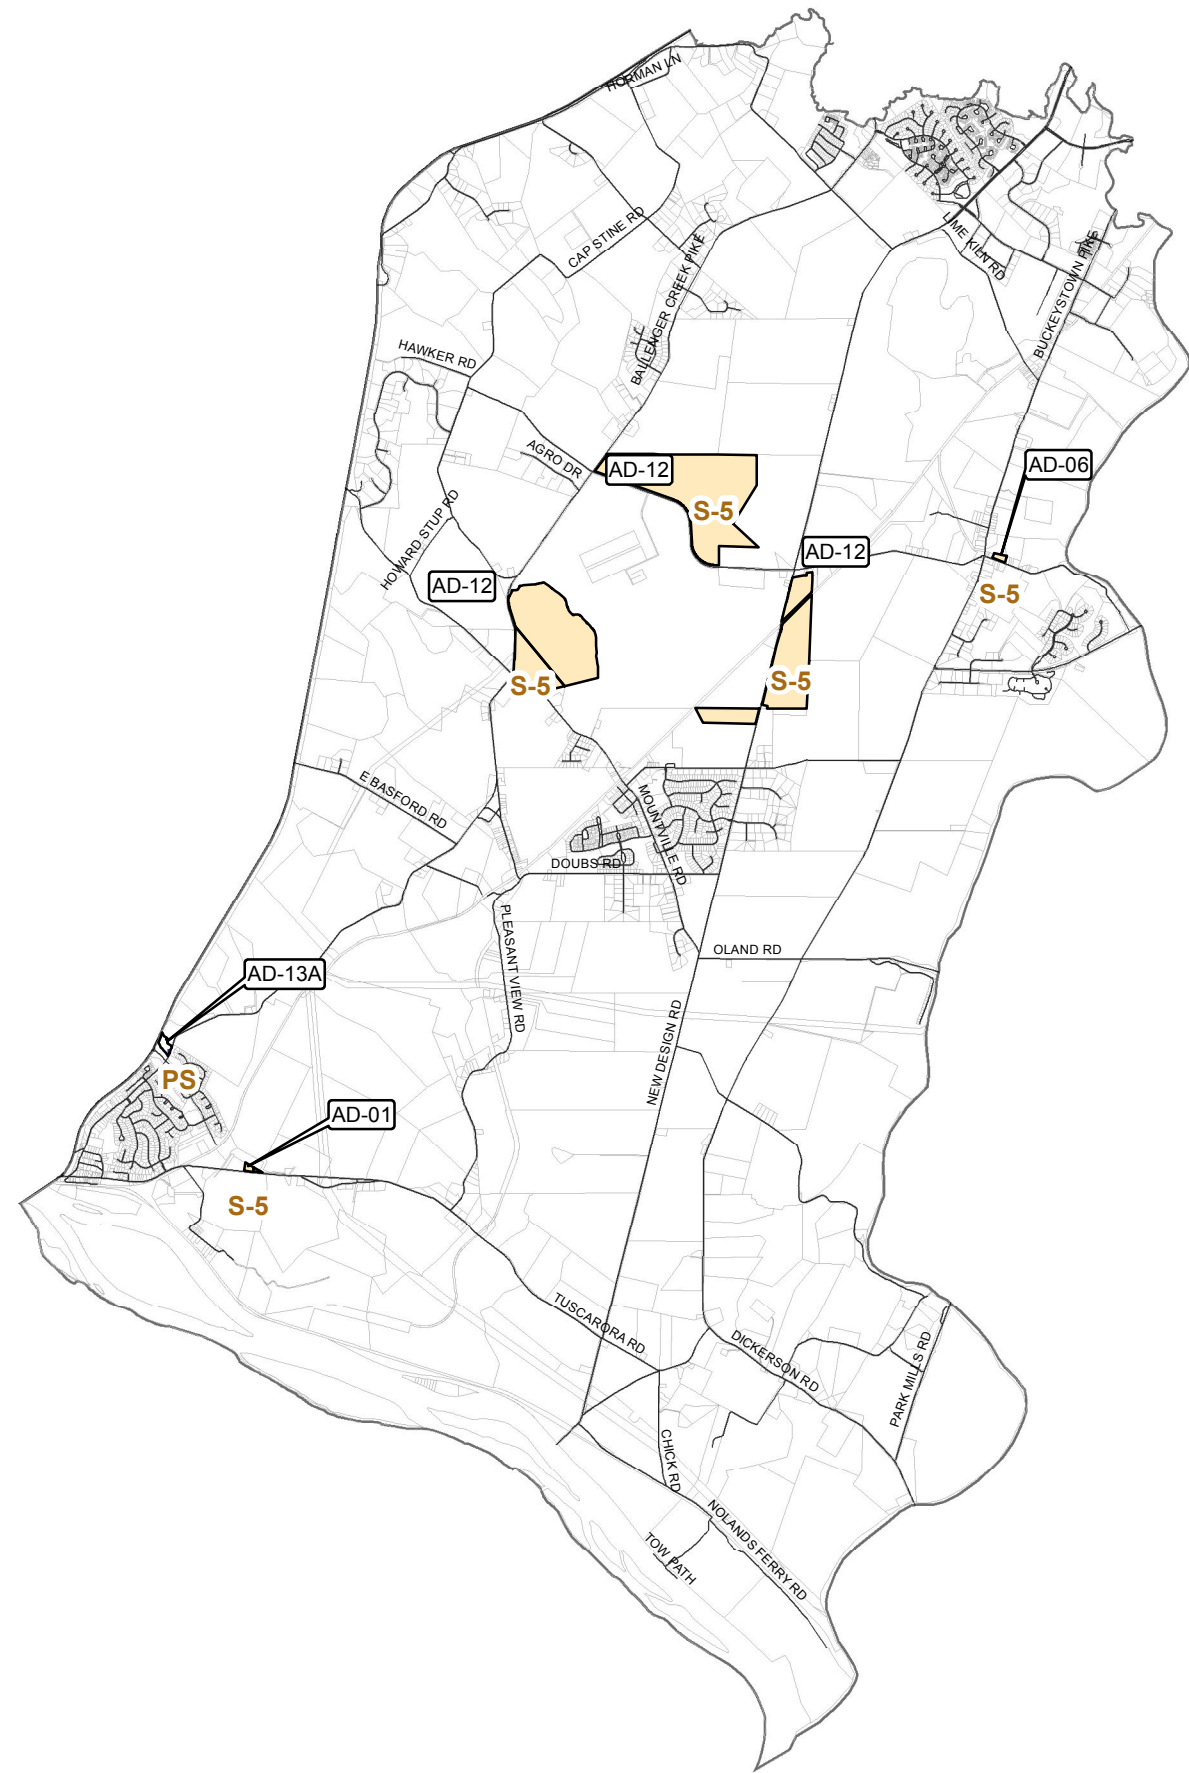 HORMAN LN
CAP STINE RD
LIME KILN RD
BALLENGER CREEK PIKE
BUCKEYSTOWN PIKE
HAWKER RD
AGRO DR
AD-12
AD-06
S-5
HOWARD STUP RD
AD-12
AD-12
S-5
S-5
S-5
E BASFORD RD
MOUNTVILLE RD
DOUBS RD
PLEASANT VIEW RD
OLAND RD
AD-13A
NEW DESIGN RD
PS
AD-01
S-5
TUSCARORA RD
DICKERSON RD
PARK MILLS RD
CHICK RD
NOLANDS FERRY RD
TOW PATH